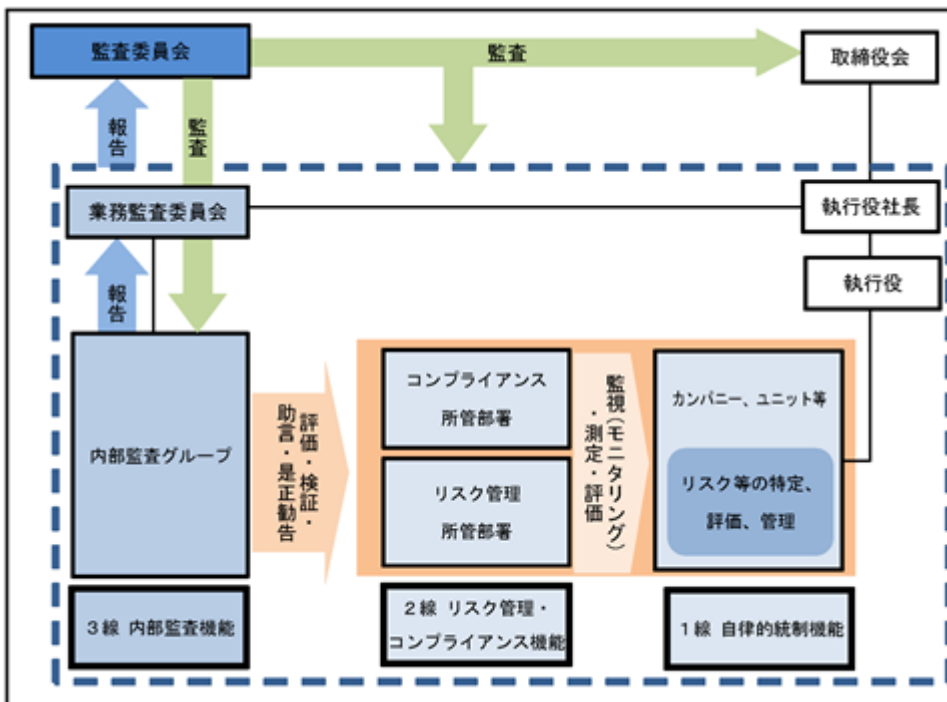 監査委員会
監査
取締役会
報告
監査
業務監査委員会
執行役社長
執行役
報告
内部監査グループ
評価・検証・
助言・是正勧告
コンプライアンス
所管部署
リスク管理
所管部署
監視(モニタリング)
・測定・評価
カンパニー、ユニット等
リスク等の特定、
評価、管理
3線 内部監査機能
2線 リスク管理・
コンプライアンス機能
1線 自律的統制機能